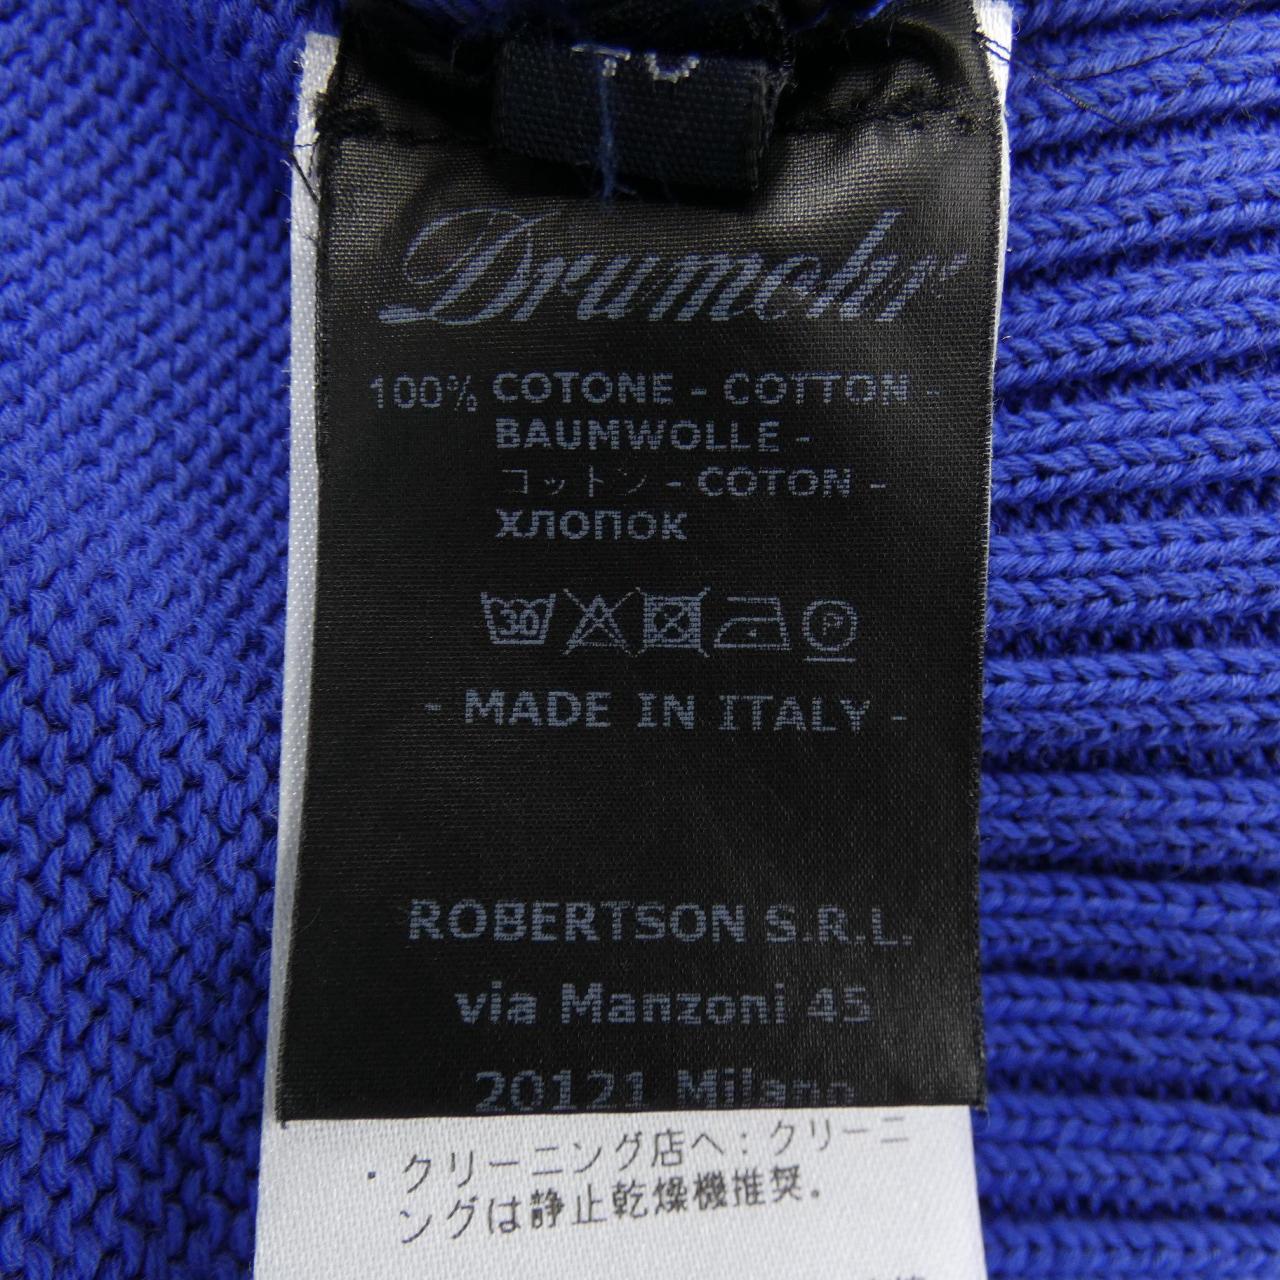 Drumohr
100% COTONE - COTTON -
BAUMWOLLE -
コットン - COTON -
ХЛОПОК
30 P
- MADE IN ITALY -
ROBERTSON S.R.L.
via Manzoni 45
20121 Milano
・クリーニング店へ:クリーニ
ングは静止乾燥機推奨.